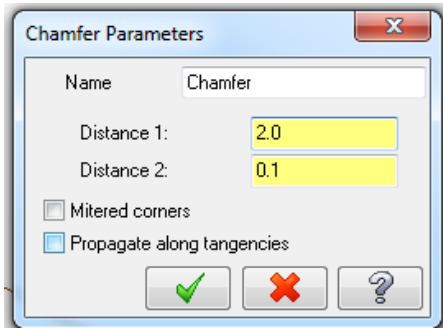 Chamfer Parameters
Name Chamfer
Distance 1: 2.0
Distance 2: 0.1
Mitered corners
Propagate along tangencies